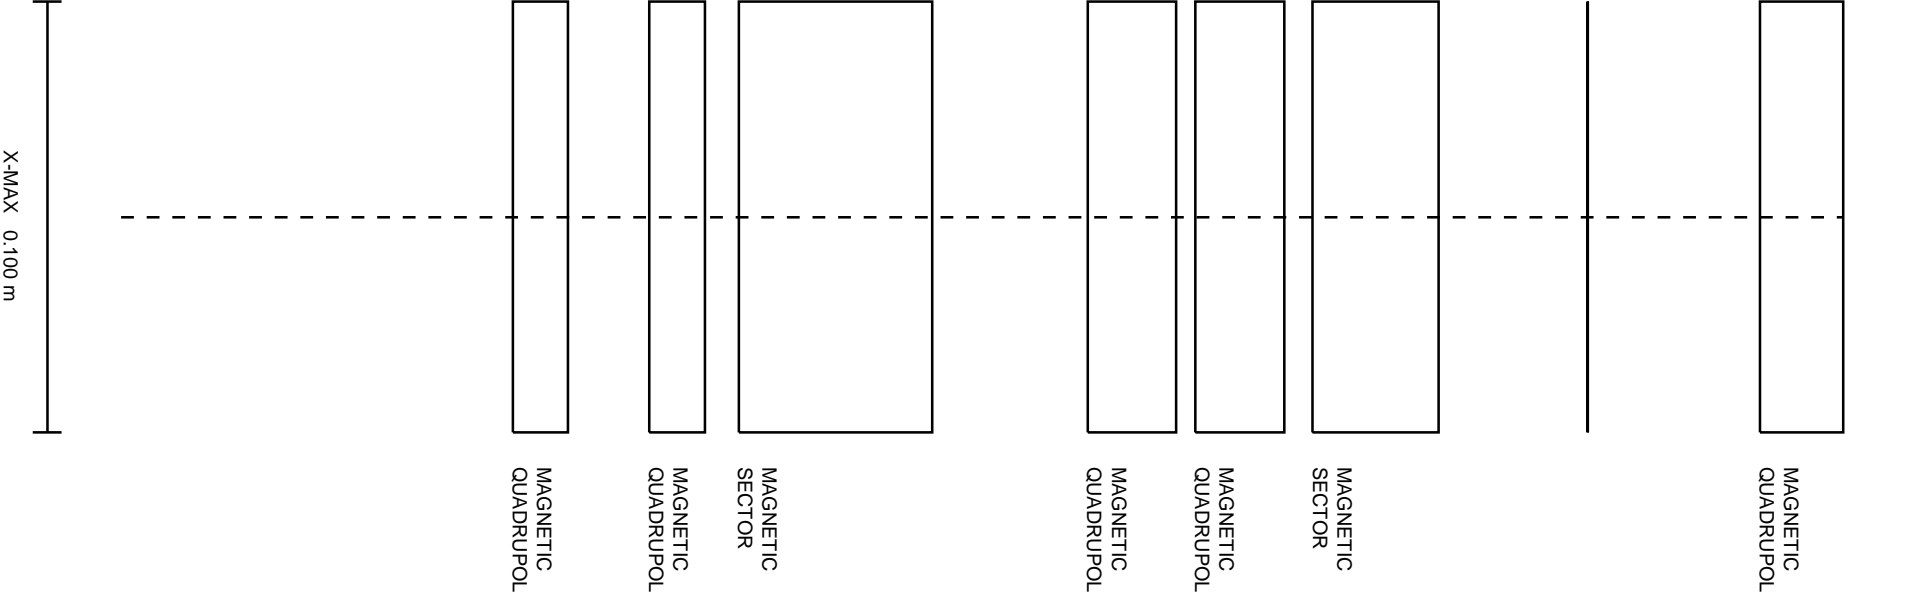 X-MAX 0.100 m
MAGNETIC
QUADRUPOL
MAGNETIC
QUADRUPOL
MAGNETIC
SECTOR
MAGNETIC
QUADRUPOL
MAGNETIC
QUADRUPOL
MAGNETIC
SECTOR
MAGNETIC
QUADRUPOL